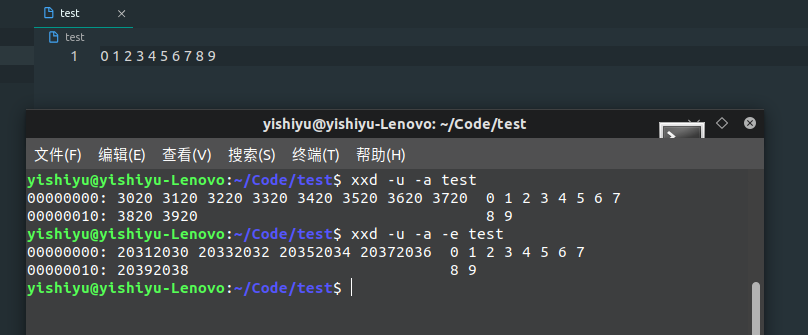 test
test
1 0 1 2 3 4 5 6 7 8 9
yishiyu@yishiyu-Lenovo: ~/Code/test
文件(F) 编辑(E) 查看(V) 搜索(S) 终端(T) 帮助(H)
yishiyu@yishiyu-Lenovo:~/Code/test$ xxd -u -a test
00000000: 3020 3120 3220 3320 3420 3520 3620 3720  0 1 2 3 4 5 6 7
00000010: 3820 3920                                8 9
yishiyu@yishiyu-Lenovo:~/Code/test$ xxd -u -a -e test
00000000: 20312030 20332032 20352034 20372036  0 1 2 3 4 5 6 7
00000010: 20392038                             8 9
yishiyu@yishiyu-Lenovo:~/Code/test$